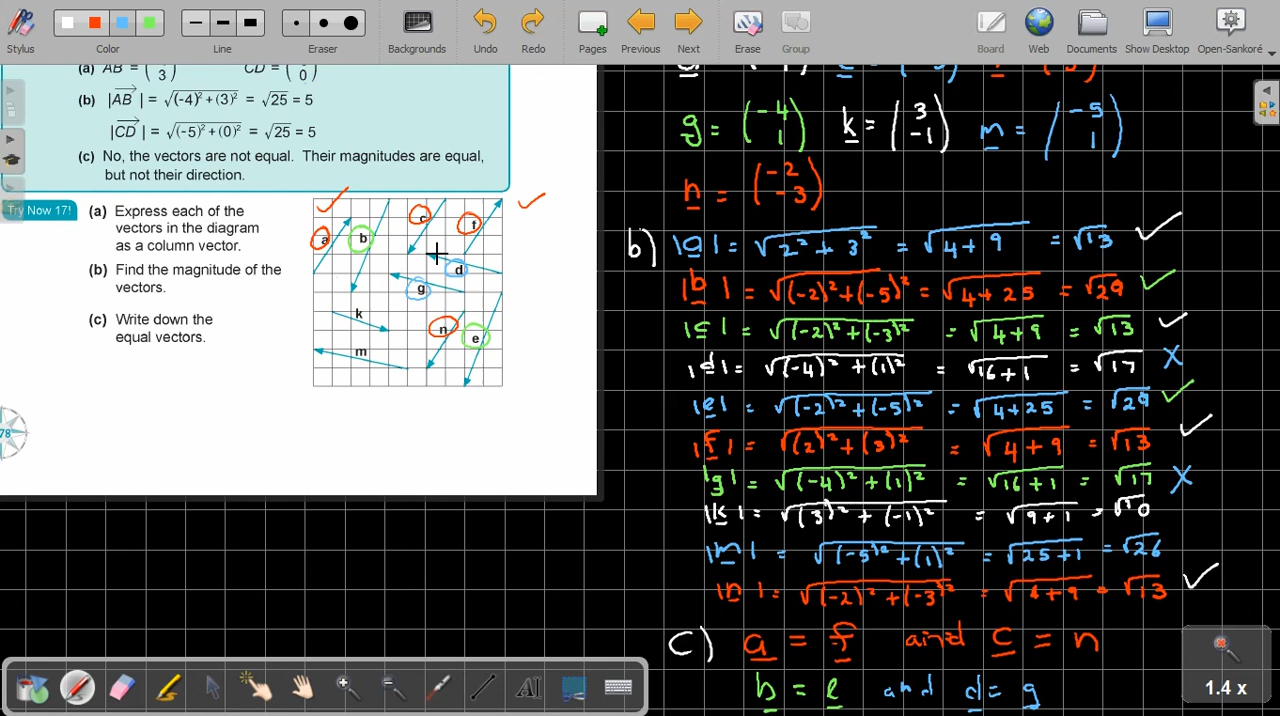 Stylus
Color
Line
Eraser
Backgrounds
Undo
Redo
Pages
Previous
Next
Erase
Group
Board
Web
Documents
Show Desktop
Open-Sankoré
(a) AB = ( 3 ) CD = ( 0 )
(b) |AB| = √(-4)² + (3)² = √25 = 5
|CD| = √(-5)² + (0)² = √25 = 5
(c) No, the vectors are not equal. Their magnitudes are equal,
but not their direction.
Try Now 17!
(a) Express each of the
vectors in the diagram
as a column vector.
(b) Find the magnitude of the
vectors.
(c) Write down the
equal vectors.
a
b
c
f
d
g
k
n
e
m
78
g = (-4 1) k = (3 -1) m = (-5 1)
n = (-2 -3)
b) |a| = √2² + 3² = √4 + 9 = √13 ✓
|b| = √(-2)² + (-5)² = √4 + 25 = √29 ✓
|c| = √(-2)² + (-3)² = √4 + 9 = √13 ✓
|d| = √(-4)² + (1)² = √16 + 1 = √17 X
|e| = √(-2)² + (-5)² = √4 + 25 = √29 ✓
|f| = √(2)² + (3)² = √4 + 9 = √13 ✓
|g| = √(-4)² + (1)² = √16 + 1 = √17 X
|k| = √(3)² + (-1)² = √9 + 1 = √10
|m| = √(-5)² + (1)² = √25 + 1 = √26
|n| = √(-2)² + (-3)² = √4 + 9 = √13 ✓
c) a = f and c = n
b = e and d = g
1.4 x